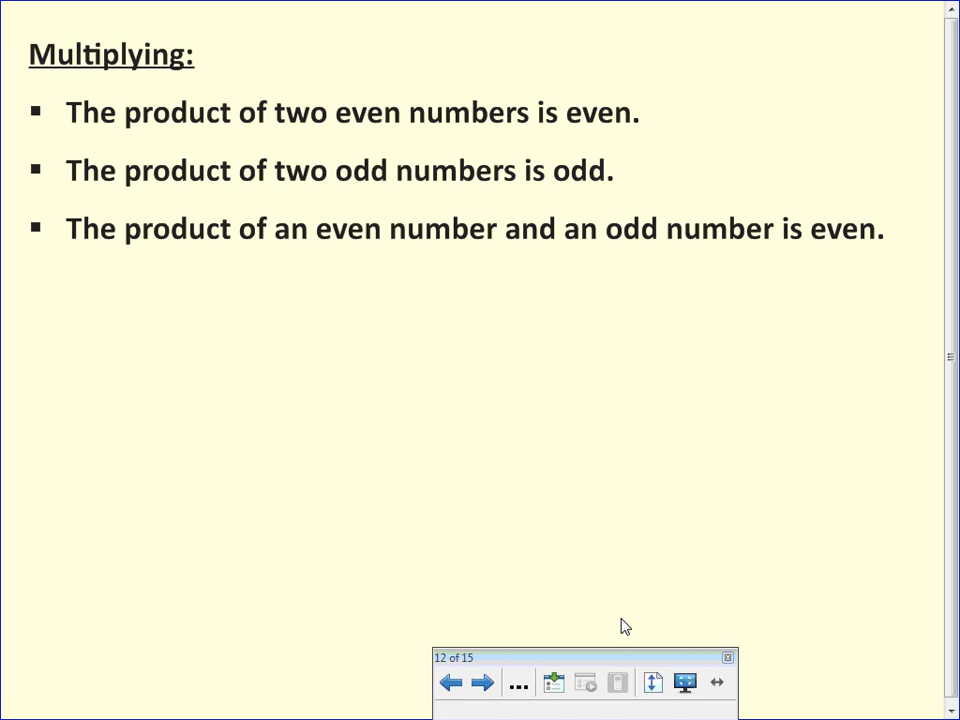 Multiplying:
▪ The product of two even numbers is even.
▪ The product of two odd numbers is odd.
▪ The product of an even number and an odd number is even.
12 of 15